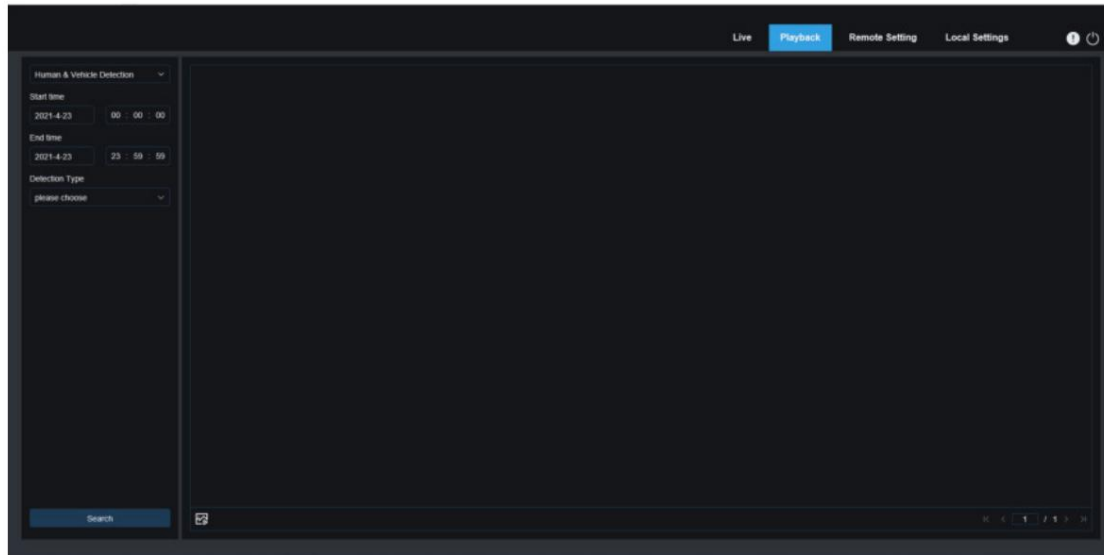 Live Playback Remote Setting Local Settings
Human & Vehicle Detection
Start time
2021-4-23 00 : 00 : 00
End time
2021-4-23 23 : 59 : 59
Detection Type
please choose
Search
1 / 1